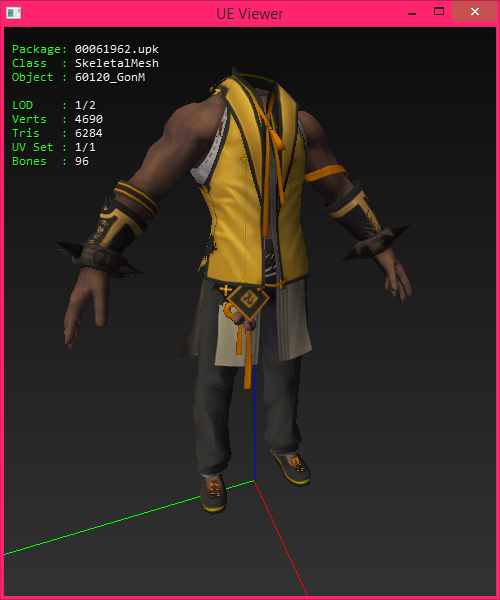 UE Viewer
Package: 00061962.upk
Class : SkeletalMesh
Object : 60120_GonM
LOD : 1/2
Verts : 4690
Tris : 6284
UV Set : 1/1
Bones : 96